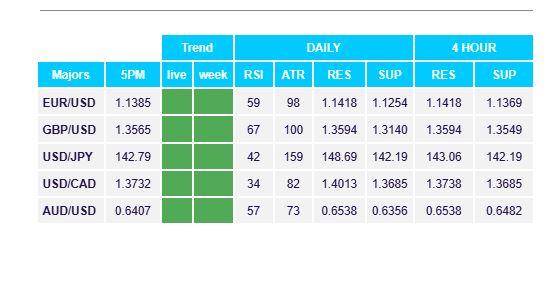 Trend DAILY 4 HOUR
Majors 5PM live week RSI ATR RES SUP RES SUP
EUR/USD 1.1385 59 98 1.1418 1.1254 1.1418 1.1369
GBP/USD 1.3565 67 100 1.3594 1.3140 1.3594 1.3549
USD/JPY 142.79 42 159 148.69 142.19 143.06 142.19
USD/CAD 1.3732 34 82 1.4013 1.3685 1.3738 1.3685
AUD/USD 0.6407 57 73 0.6538 0.6356 0.6538 0.6482